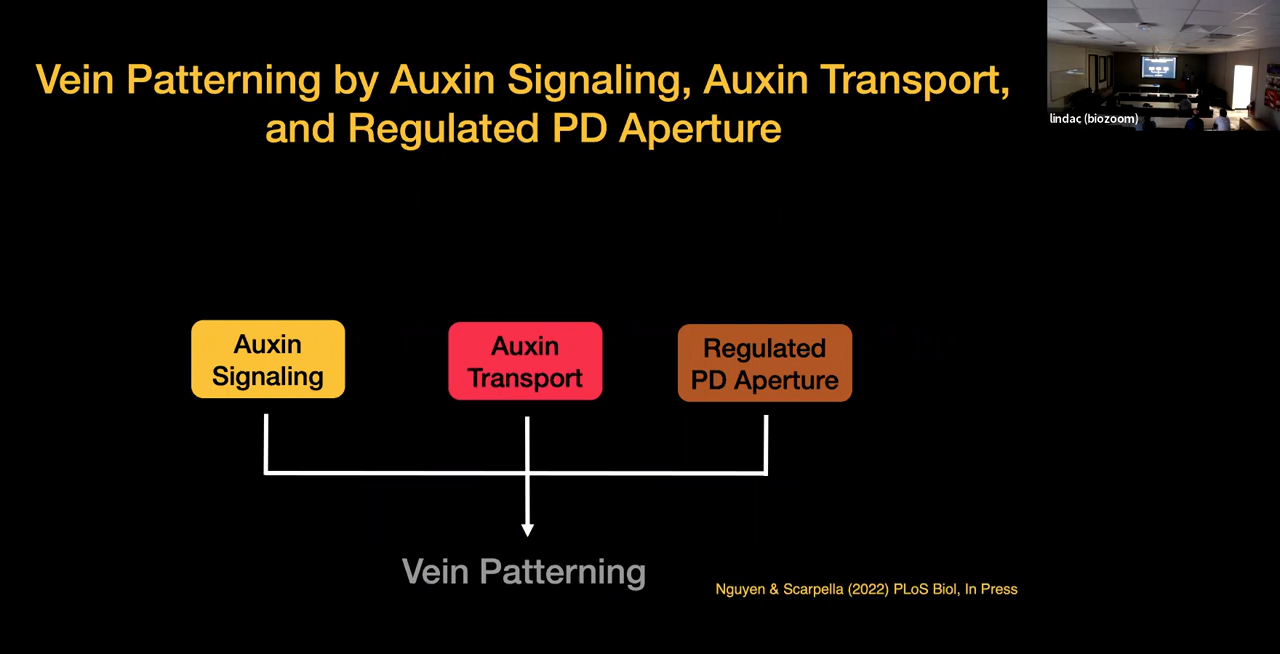 Vein Patterning by Auxin Signaling, Auxin Transport,
and Regulated PD Aperture
lindac (biozoom)
Auxin
Signaling
Auxin
Transport
Regulated
PD Aperture
Vein Patterning
Nguyen & Scarpella (2022) PLoS Biol, In Press